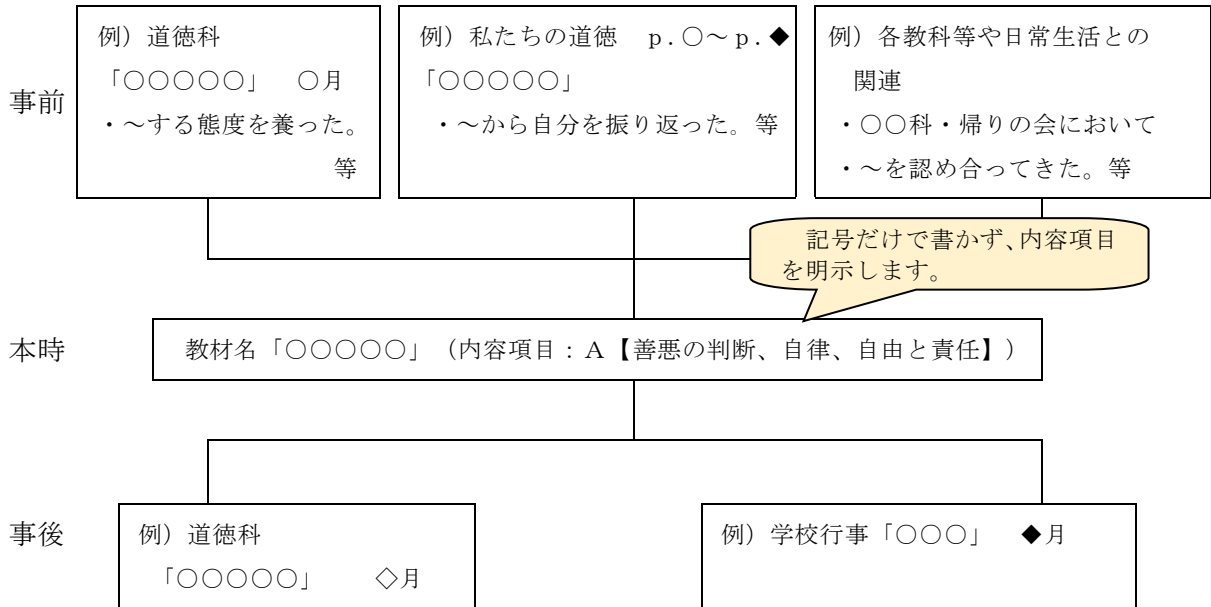 事前
例）道徳科
「○○○○○」　○月
・～する態度を養った。
等
例）私たちの道徳　ｐ.○～ｐ.◆
「○○○○○」
・～から自分を振り返った。等
例）各教科等や日常生活との
関連
・○○科・帰りの会において
・～を認め合ってきた。等
記号だけで書かず、内容項目
を明示します。
本時
教材名「○○○○○」（内容項目：Ａ【善悪の判断、自律、自由と責任】）
事後
例）道徳科
「○○○○○」　◇月
例）学校行事「○○○」　◆月